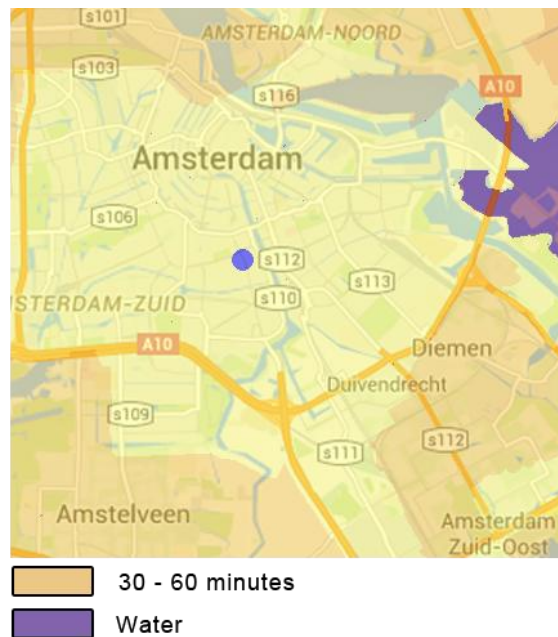 s101
AMSTERDAM-NOORD
s103
A10
s116
Amsterdam
s106
s112
s113
STERDAM-ZUID
s110
A10
Diemen
Duivendrecht
s109
s112
s111
Amstelveen
Amsterdam
Zuid-Oost
30 - 60 minutes
Water